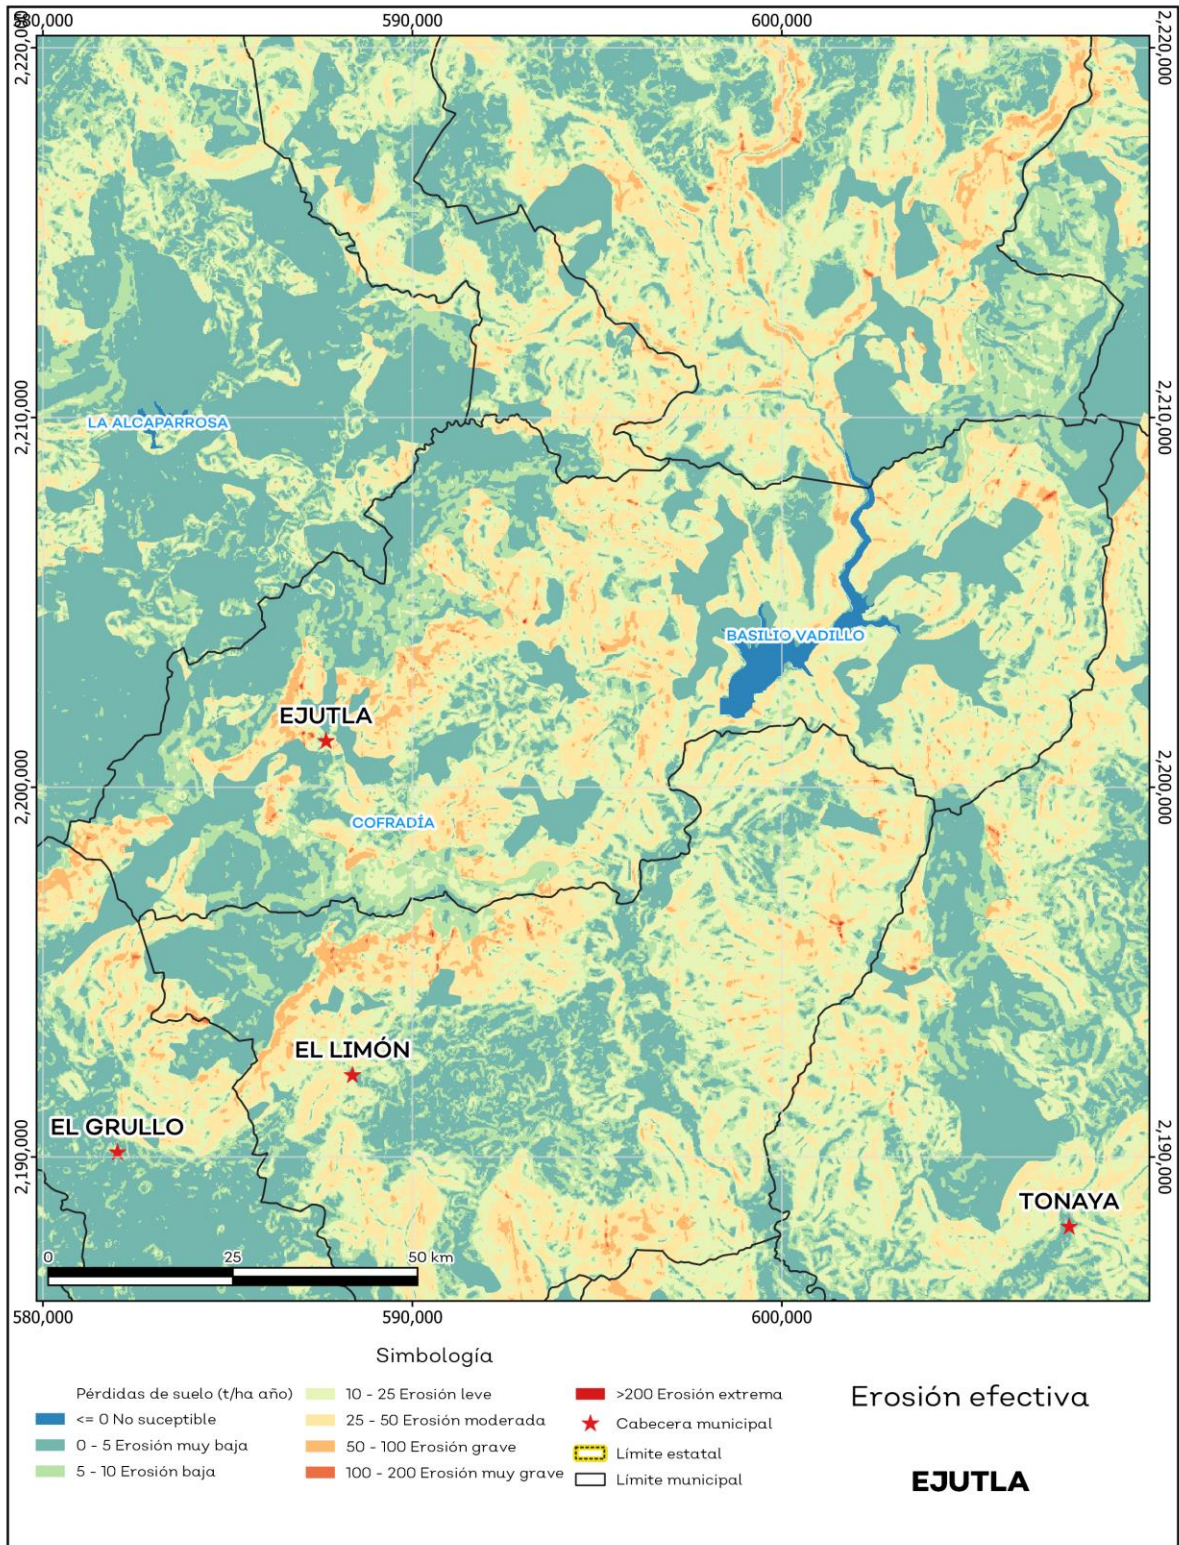 580,000
590,000
600,000
2,220,000
2,220,000
2,210,000
2,210,000
LA ALCAPARROSA
BASILIO VADILLO
EJUTLA
2,200,000
2,200,000
COFRADÍA
EL LIMÓN
EL GRULLO
2,190,000
2,190,000
TONAYA
0 25 50 km
580,000
590,000
600,000
Simbología
Pérdidas de suelo (t/ha año)
<= 0 No suceptible
0 - 5 Erosión muy baja
5 - 10 Erosión baja
10 - 25 Erosión leve
25 - 50 Erosión moderada
50 - 100 Erosión grave
100 - 200 Erosión muy grave
>200 Erosión extrema
Cabecera municipal
Límite estatal
Límite municipal
Erosión efectiva
EJUTLA